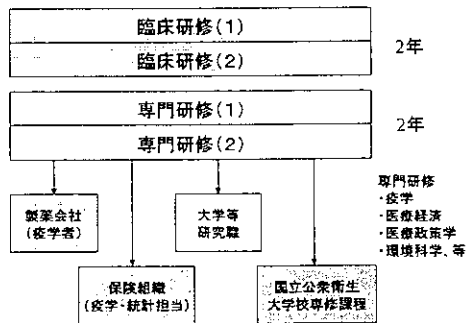 臨床研修(1)
臨床研修(2)
2年
専門研修(1)
専門研修(2)
2年
製薬会社
(疫学者)
大学等
研究職
保険組織
(疫学・統計担当)
国立公衆衛生
大学校専修課程
専門研修
・疫学
・医療経済
・医療政策学
・環境科学、等